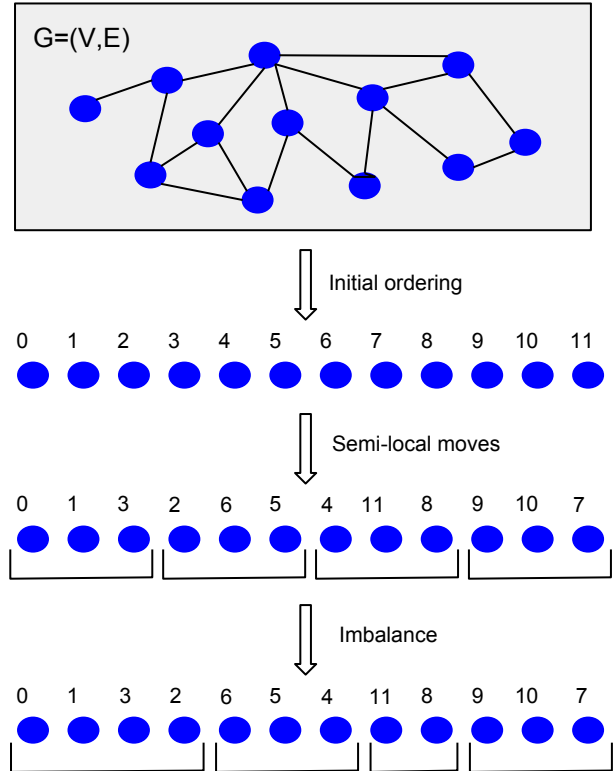 G=(V,E)
Initial ordering
0 1 2 3 4 5 6 7 8 9 10 11
Semi-local moves
0 1 3 2 6 5 4 11 8 9 10 7
Imbalance
0 1 3 2 6 5 4 11 8 9 10 7